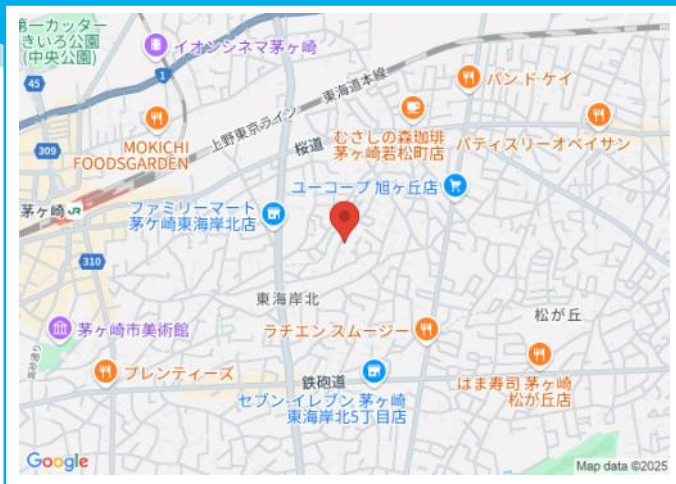 第一カッター
きいろ公園
(中央公園)
イオンシネマ茅ヶ崎
45
1
MOKICHI
FOODSGARDEN
上野東京ライン
東海道本線
パンドケイ
むさしの森珈琲
茅ヶ崎若松町店
パティスリーオペイサン
309
桜道
ユーコープ 旭ヶ丘店
茅ヶ崎
JR
ファミリーマート
茅ケ崎東海岸北店
310
東海岸北
松が丘
茅ヶ崎市美術館
ラチエン スムージー
高砂通り
プレンティーズ
鉄砲道
はま寿司 茅ヶ崎
松が丘店
セブン-イレブン 茅ヶ崎
東海岸北5丁目店
Google
Map data ©2025